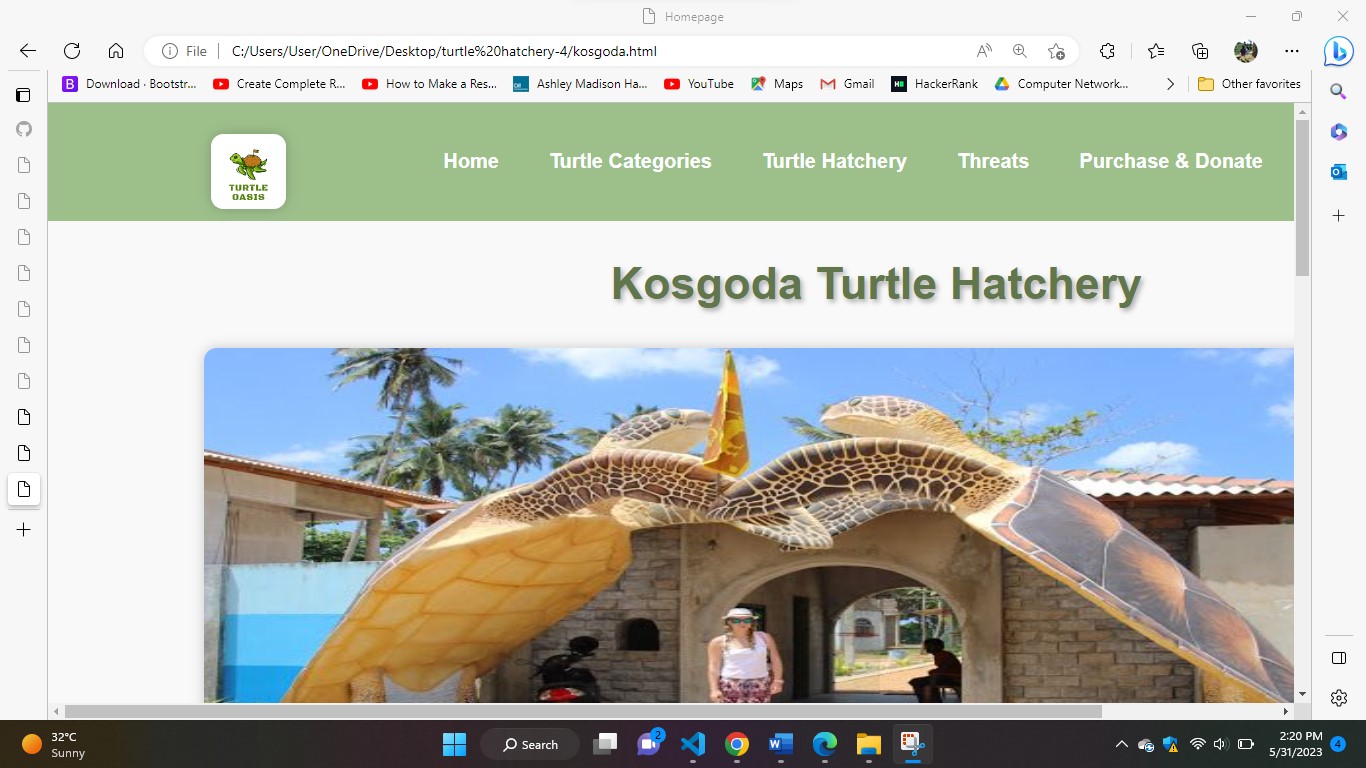 Homepage
File
C:/Users/User/OneDrive/Desktop/turtle%20hatchery-4/kosgoda.html
Download · Bootstr...
Create Complete R...
How to Make a Res...
Ashley Madison Ha...
YouTube
Maps
Gmail
HackerRank
Computer Network...
Other favorites
TURTLE
OASIS
Home
Turtle Categories
Turtle Hatchery
Threats
Purchase & Donate
Kosgoda Turtle Hatchery
32°C
Sunny
Search
2
2:20 PM
5/31/2023
4